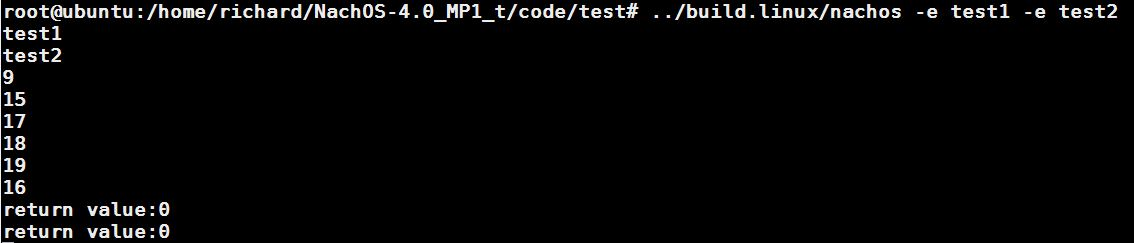 root@ubuntu:/home/richard/NachOS-4.0_MP1_t/code/test# ../build.linux/nachos -e test1 -e test2
test1
test2
9
15
17
18
19
16
return value:0
return value:0